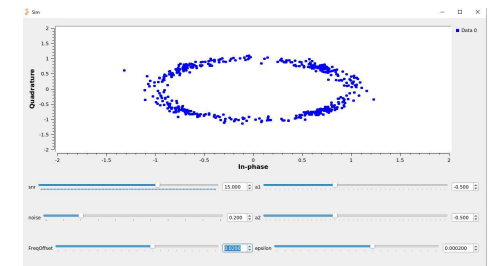 Sim
Data 0
Quadrature
2
1.5
1
0.5
0
-0.5
-1
-1.5
-2
-2 -1.5 -1 -0.5 0 0.5 1 1.5 2
In-phase
snr 15.000 a1 -0.500
noise 0.200 a2 -0.500
FreqOffset epsilon 0.000200